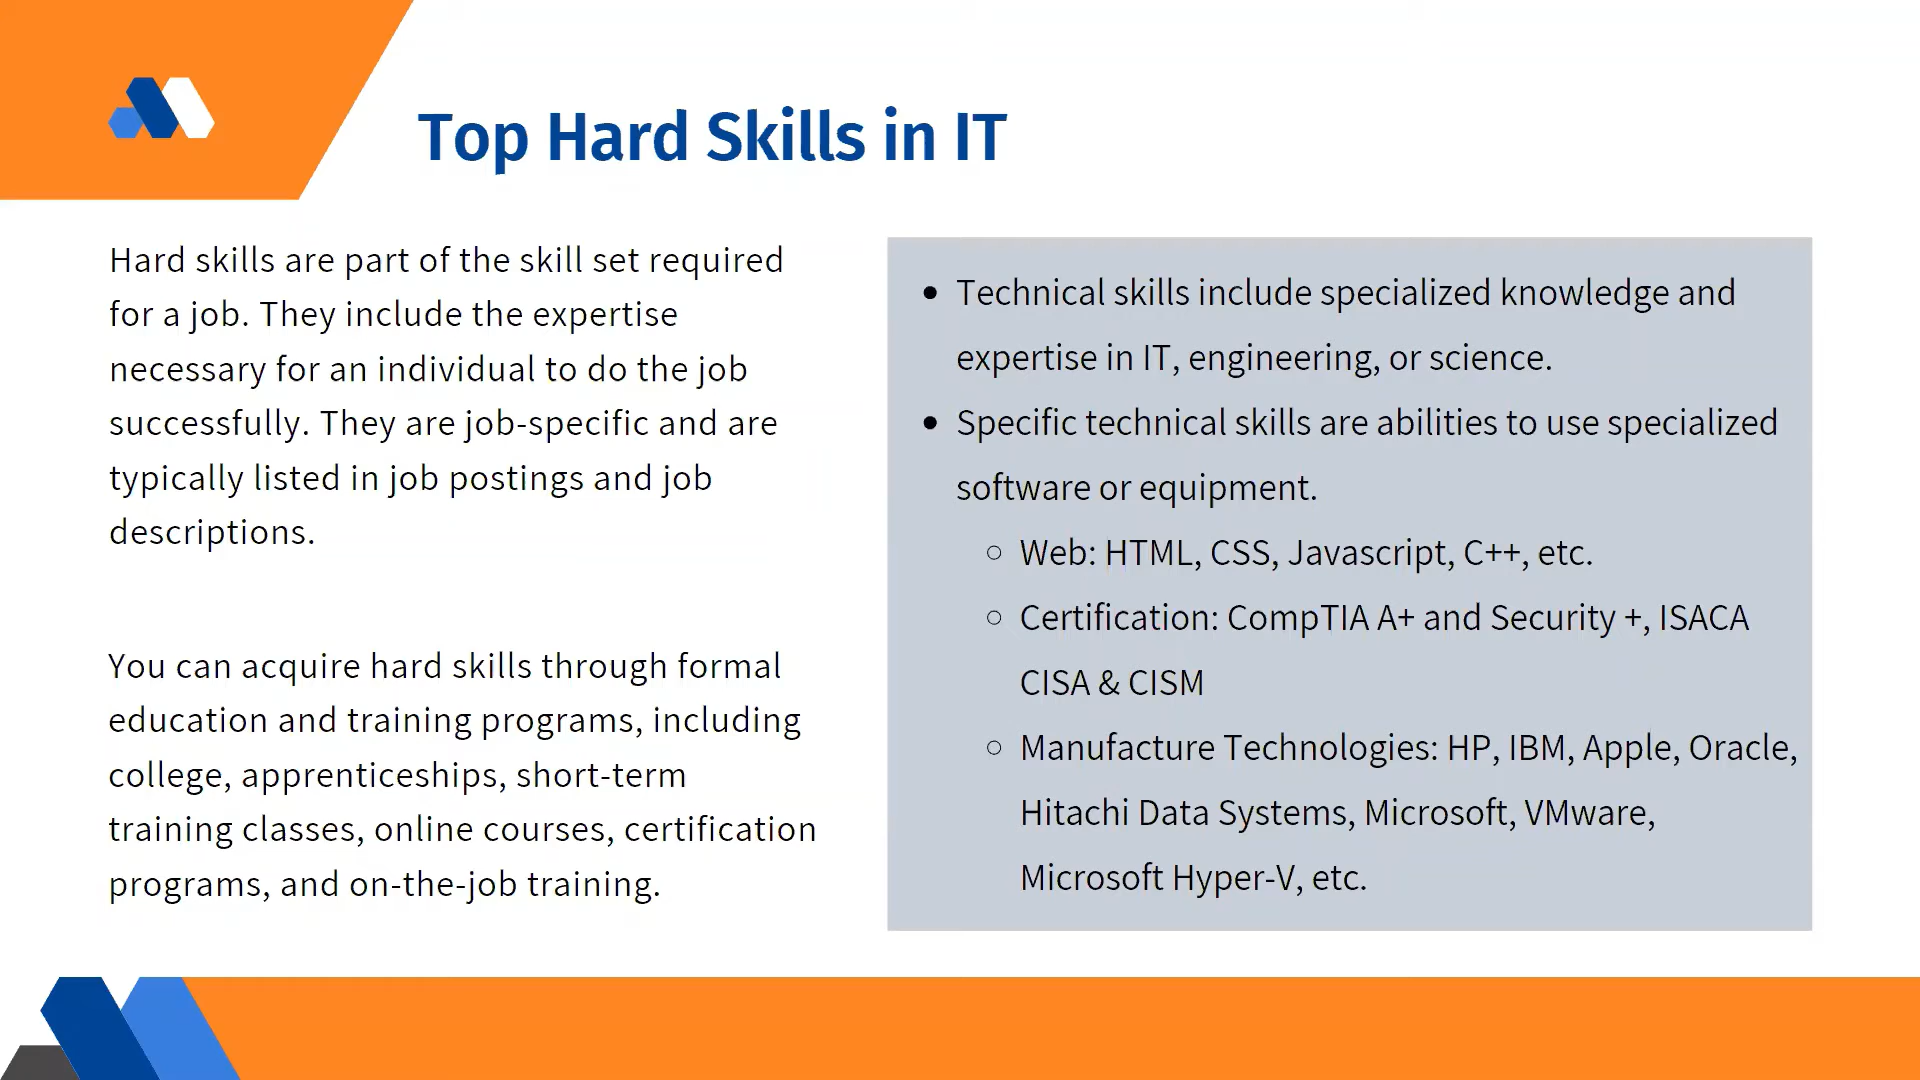 Top Hard Skills in IT
Hard skills are part of the skill set required
for a job. They include the expertise
necessary for an individual to do the job
successfully. They are job-specific and are
typically listed in job postings and job
descriptions.
You can acquire hard skills through formal
education and training programs, including
college, apprenticeships, short-term
training classes, online courses, certification
programs, and on-the-job training.
• Technical skills include specialized knowledge and
expertise in IT, engineering, or science.
• Specific technical skills are abilities to use specialized
software or equipment.
○ Web: HTML, CSS, Javascript, C++, etc.
○ Certification: CompTIA A+ and Security +, ISACA
CISA & CISM
○ Manufacture Technologies: HP, IBM, Apple, Oracle,
Hitachi Data Systems, Microsoft, VMware,
Microsoft Hyper-V, etc.